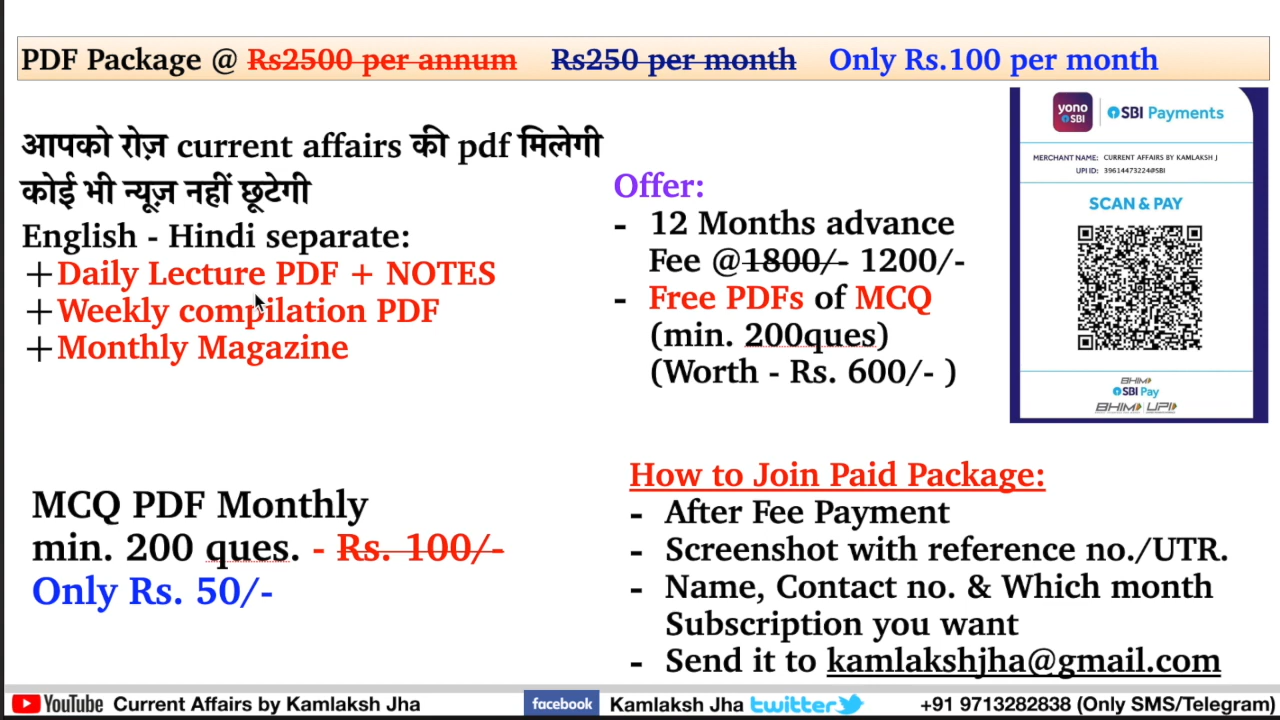 PDF Package @ Rs2500 per annum Rs250 per month Only Rs.100 per month
आपको रोज़ current affairs की pdf मिलेगी
कोई भी न्यूज़ नहीं छूटेगी
English - Hindi separate:
+Daily Lecture PDF + NOTES
+Weekly compilation PDF
+Monthly Magazine
Offer:
- 12 Months advance
Fee @1800/- 1200/-
- Free PDFs of MCQ
(min. 200ques)
(Worth - Rs. 600/- )
yono SBI | SBI Payments
MERCHANT NAME: CURRENT AFFAIRS BY KAMLAKSH J
UPI ID: 39614473224@SBI
SCAN & PAY
BHIM
SBI Pay
BHIM UPI
MCQ PDF Monthly
min. 200 ques. - Rs. 100/-
Only Rs. 50/-
How to Join Paid Package:
- After Fee Payment
- Screenshot with reference no./UTR.
- Name, Contact no. & Which month
Subscription you want
- Send it to kamlakshjha@gmail.com
YouTube Current Affairs by Kamlaksh Jha facebook Kamlaksh Jha twitter +91 9713282838 (Only SMS/Telegram)